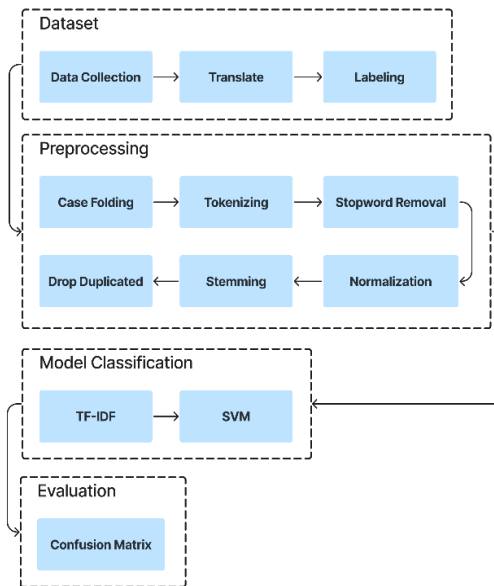 Dataset
Data Collection
Translate
Labeling
Preprocessing
Case Folding
Tokenizing
Stopword Removal
Drop Duplicated
Stemming
Normalization
Model Classification
TF-IDF
SVM
Evaluation
Confusion Matrix